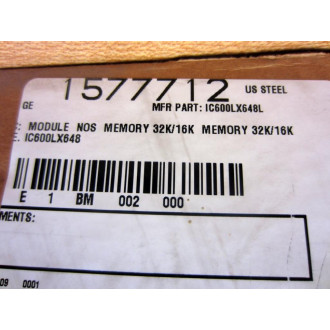 1577712 US STEEL
GE MFR PART: IC600LX648L
: MODULE NOS MEMORY 32K/16K MEMORY 32K/16K
E. IC600LX648
E 1 BM 002 000
MENTS:
09 0001